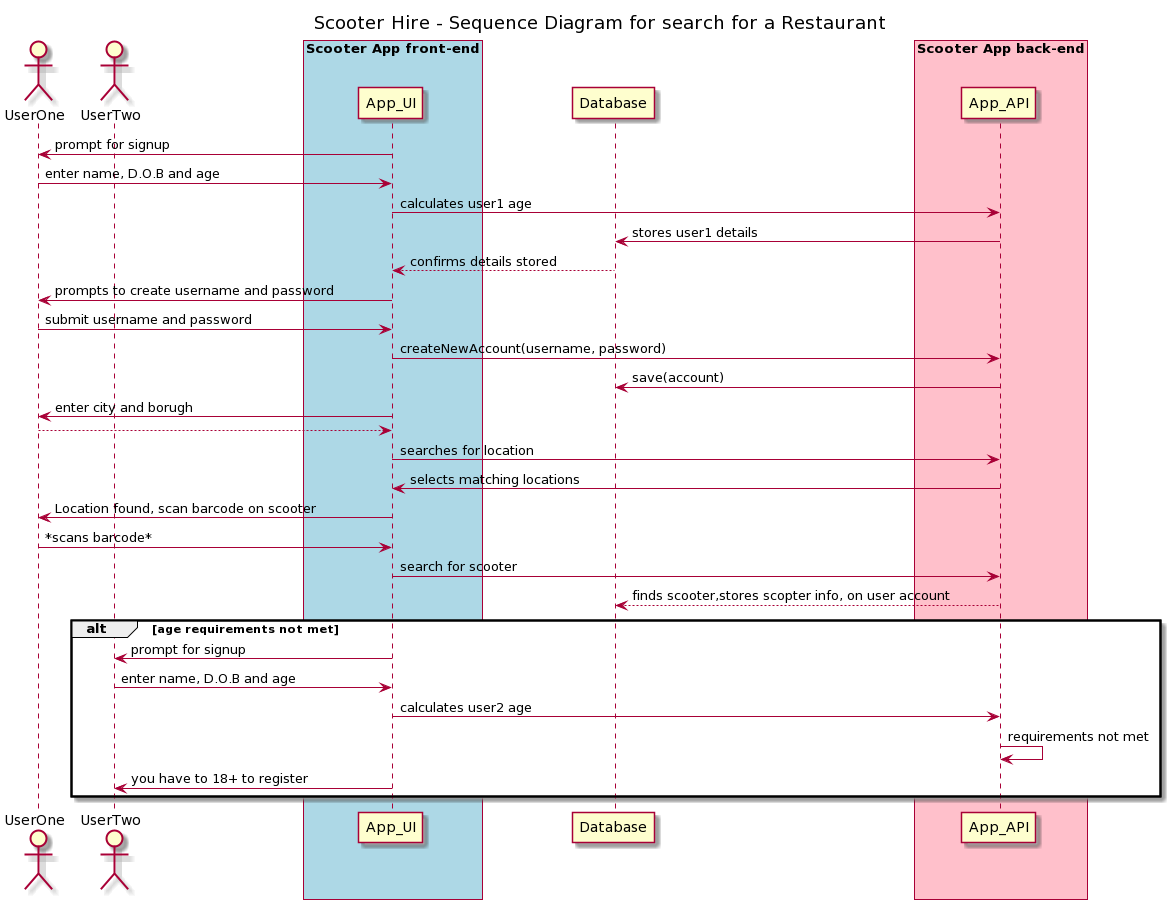 Scooter Hire - Sequence Diagram for search for a Restaurant
Scooter App front-end
Scooter App back-end
UserOne
UserTwo
App_UI
Database
App_API
prompt for signup
enter name, D.O.B and age
calculates user1 age
stores user1 details
confirms details stored
prompts to create username and password
submit username and password
createNewAccount(username, password)
save(account)
enter city and borugh
searches for location
selects matching locations
Location found, scan barcode on scooter
*scans barcode*
search for scooter
finds scooter,stores scopter info, on user account
alt
[age requirements not met]
prompt for signup
enter name, D.O.B and age
calculates user2 age
requirements not met
you have to 18+ to register
UserOne
UserTwo
App_UI
Database
App_API